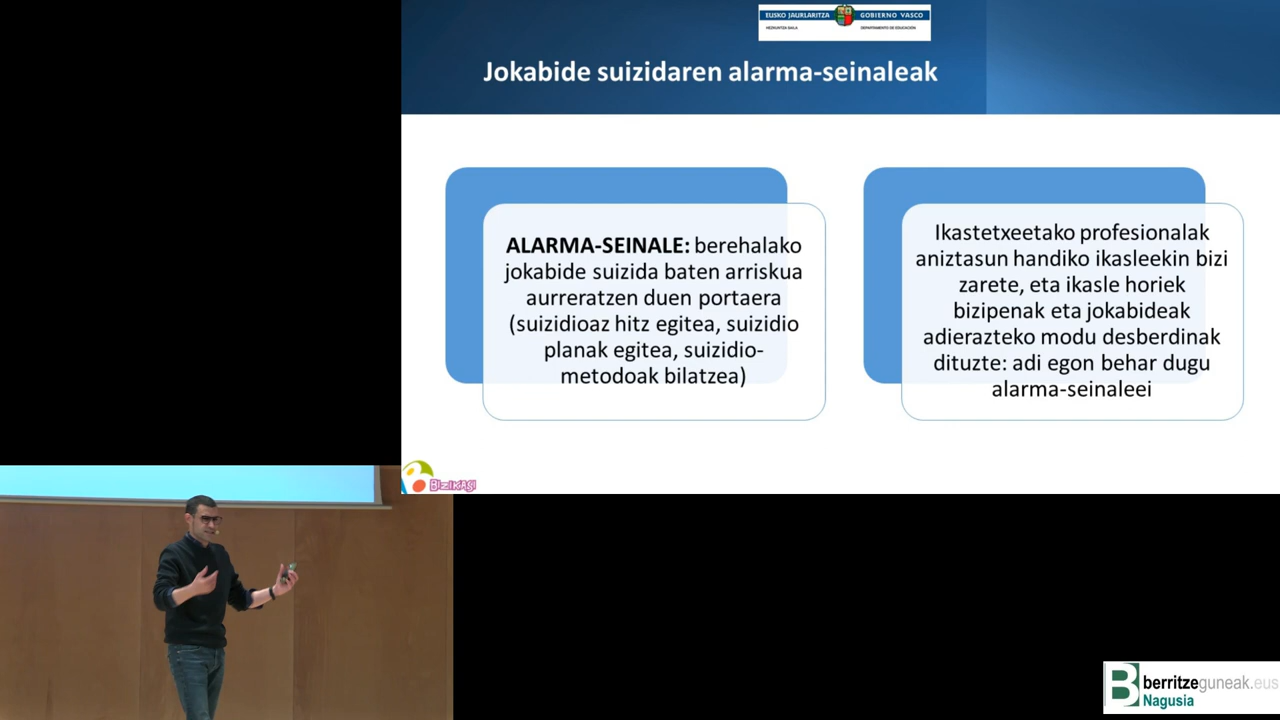 EUSKO JAURLARITZA
GOBIERNO VASCO
HEZKUNTZA SAILA
DEPARTAMENTO DE EDUCACIÓN
Jokabide suizidaren alarma-seinaleak
ALARMA-SEINALE: berehalako
jokabide suizida baten arriskua
aurreratzen duen portaera
(suizidioaz hitz egitea, suizidio
planak egitea, suizidio-
metodoak bilatzea)
Ikastetxeetako profesionalak
aniztasun handiko ikasleekin bizi
zarete, eta ikasle horiek
bizipenak eta jokabideak
adierazteko modu desberdinak
dituzte: adi egon behar dugu
alarma-seinaleei
BIZIKASI
berritzeguneak.eus
Nagusia